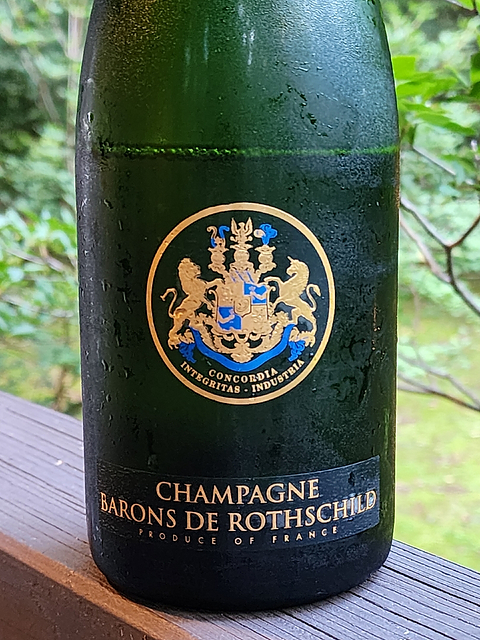 CONCORDIA
INTEGRITAS - INDUSTRIA
CHAMPAGNE
BARONS DE ROTHSCHILD
PRODUCE OF FRANCE